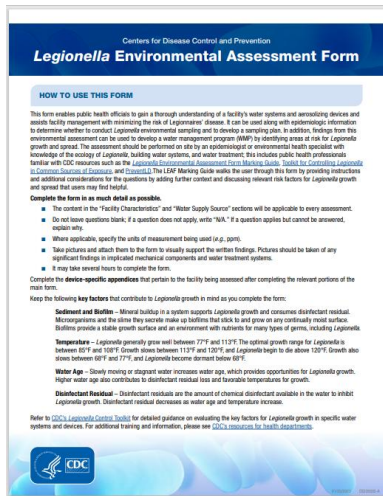 Centers for Disease Control and Prevention
Legionella Environmental Assessment Form
HOW TO USE THIS FORM
This form enables public health officials to gain a thorough understanding of a facility's water systems and aerosolizing devices and
assists facility management with minimizing the risk of Legionnaires' disease. It can be used along with epidemiologic information
to determine whether to conduct Legionella environmental sampling and to develop a sampling plan. In addition, findings from this
environmental assessment can be used to develop a water management program (WMP) by identifying areas at risk for Legionella
growth and spread. The assessment should be performed on site by an epidemiologist or environmental health specialist with
knowledge of the ecology of Legionella, building water systems, and water treatment; this includes public health professionals
familiar with CDC resources such as the Legionella Environmental Assessment Form Marking Guide, Toolkit for Controlling Legionella
in Common Sources of Exposure, and PreventLD. The LEAF Marking Guide walks the user through this form by providing instructions
and additional considerations for the questions by adding further context and discussing relevant risk factors for Legionella growth
and spread that users may find helpful.
Complete the form in as much detail as possible.
■ The content in the "Facility Characteristics" and "Water Supply Source" sections will be applicable to every assessment.
■ Do not leave questions blank; if a question does not apply, write "N/A." If a question applies but cannot be answered,
explain why.
■ Where applicable, specify the units of measurement being used (e.g., ppm).
■ Take pictures and attach them to the form to visually support the written findings. Pictures should be taken of any
significant findings in implicated mechanical components and water treatment systems.
■ It may take several hours to complete the form.
Complete the device-specific appendices that pertain to the facility being assessed after completing the relevant portions of the
main form.
Keep the following key factors that contribute to Legionella growth in mind as you complete the form:
Sediment and Biofilm – Mineral buildup in a system supports Legionella growth and consumes disinfectant residual.
Microorganisms and the slime they secrete make up biofilms that stick to and grow on any continually moist surface.
Biofilms provide a stable growth surface and an environment with nutrients for many types of germs, including Legionella.
Temperature – Legionella generally grow well between 77°F and 113°F. The optimal growth range for Legionella is
between 85°F and 108°F. Growth slows between 113°F and 120°F, and Legionella begin to die above 120°F. Growth also
slows between 68°F and 77°F, and Legionella become dormant below 68°F.
Water Age – Slowly moving or stagnant water increases water age, which provides opportunities for Legionella growth.
Higher water age also contributes to disinfectant residual loss and favorable temperatures for growth.
Disinfectant Residual – Disinfectant residuals are the amount of chemical disinfectant available in the water to inhibit
Legionella growth. Disinfectant residual decreases as water age and temperature increase.
Refer to CDC's Legionella Control Toolkit for detailed guidance on evaluating the key factors for Legionella growth in specific water
systems and devices. For additional training and information, please see CDC's resources for health departments.
CDC